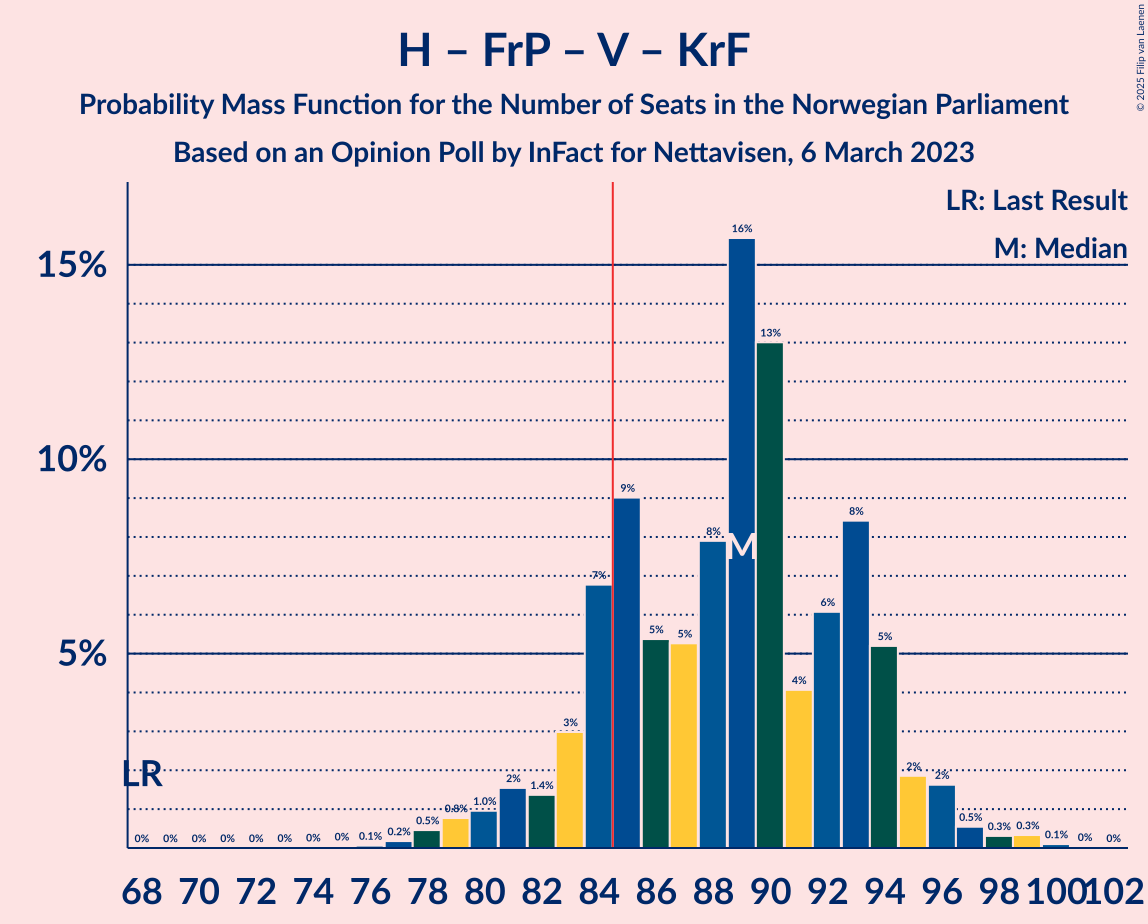 H – FrP – V – KrF
Probability Mass Function for the Number of Seats in the Norwegian Parliament
Based on an Opinion Poll by InFact for Nettavisen, 6 March 2023
© 2025 Filip van Laenen
LR: Last Result
M: Median
15%
10%
5%
LR
M
0% 0% 0% 0% 0% 0% 0% 0% 0.1% 0.2% 0.5% 0.8% 1.0% 2% 1.4% 3% 7% 9% 5% 5% 8% 16% 13% 4% 6% 8% 5% 2% 2% 0.5% 0.3% 0.3% 0.1% 0% 0%
68 70 72 74 76 78 80 82 84 86 88 90 92 94 96 98 100 102